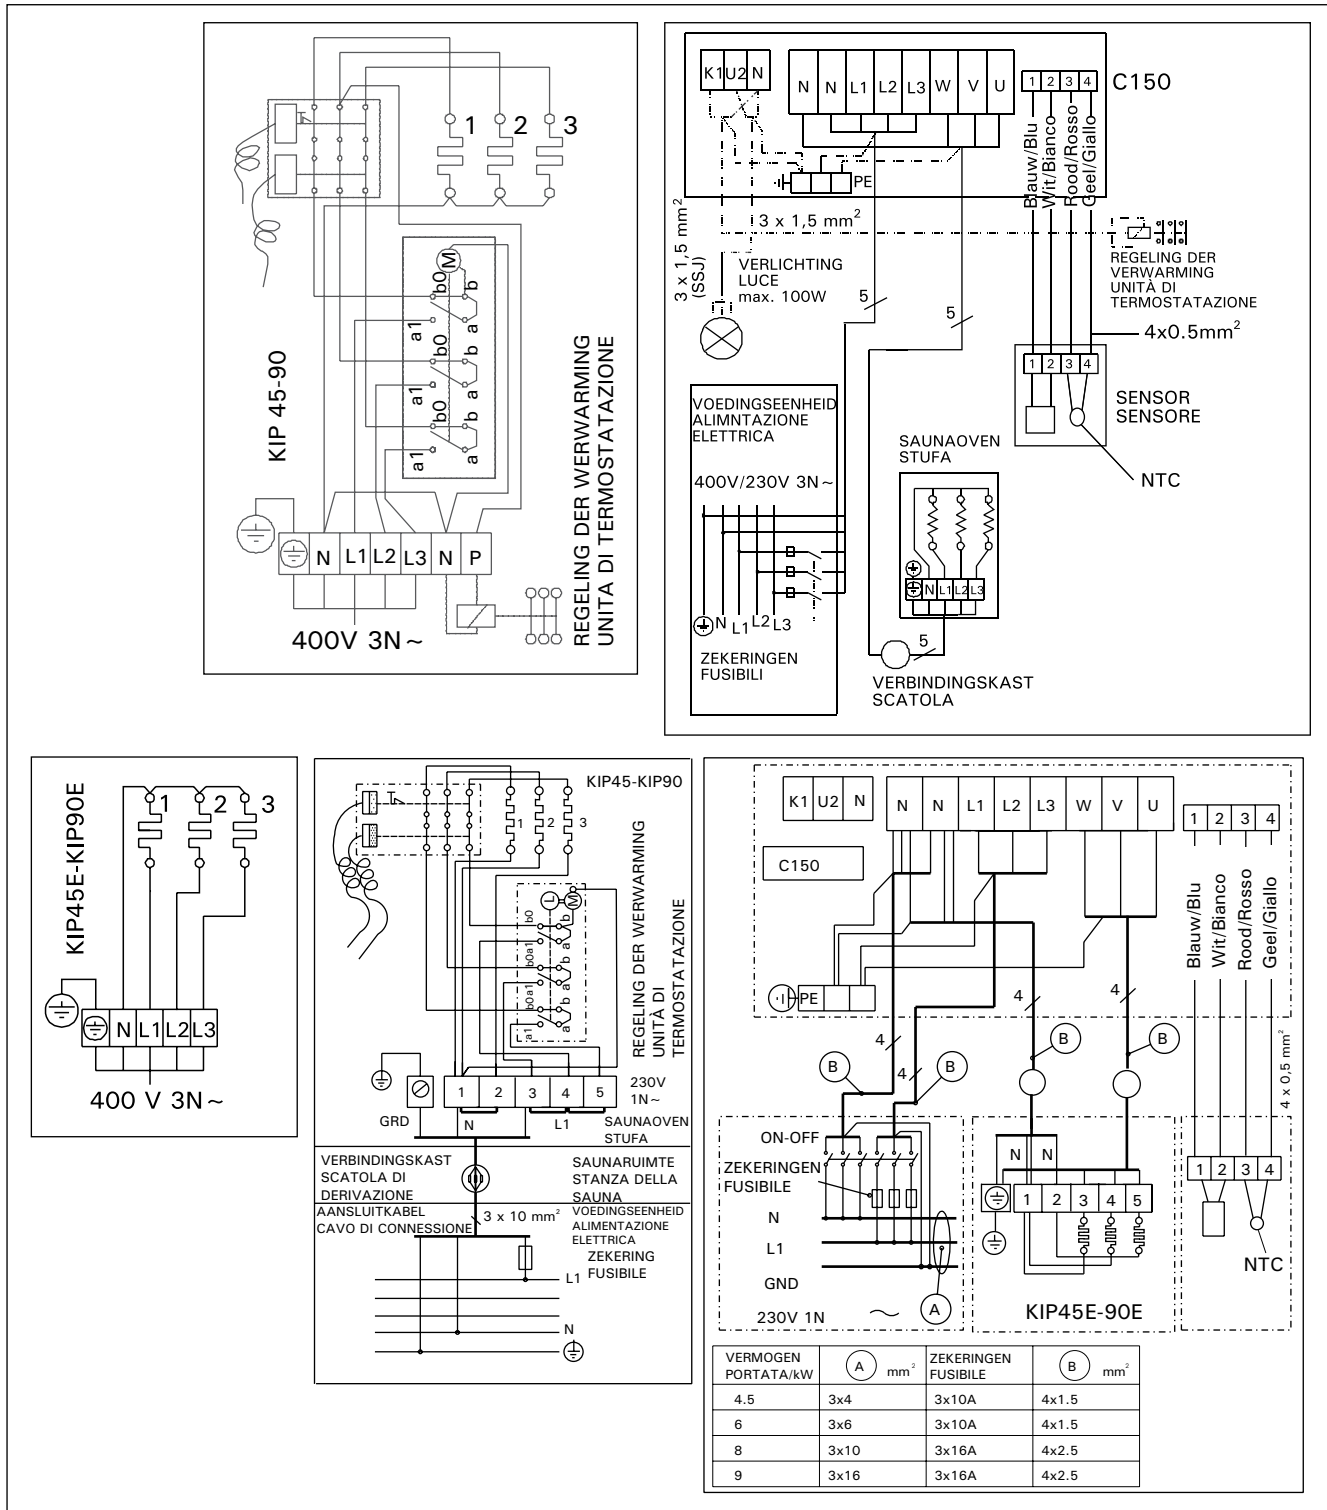 KIP 45-90
1 2 3
M
b0 b
a1 a
b0 b
a1 a
b0 b
a1 a
N L1 L2 L3 N P
400V 3N~
REGELING DER WERWARMING
UNITA DI TERMOSTATAZIONE
K1 U2 N
N N L1 L2 L3 W V U
1 2 3 4
C150
Blauw/Blu
Wit/Bianco
Rood/Rosso
Geel/Giallo
PE
3 x 1,5 mm²
(SSJ)
3 x 1,5 mm²
VERLICHTING
LUCE
max. 100W
REGELING DER
VERWARMING
UNITÀ DI
TERMOSTATAZIONE
5
5
4x0.5mm²
1 2 3 4
SENSOR
SENSORE
NTC
VOEDINGSEENHEID
ALIMNTAZIONE
ELETTRICA
400V/230V 3N~
N L1 L2 L3
ZEKERINGEN
FUSIBILI
SAUNAOVEN
STUFA
N L1 L2 L3
5
VERBINDINGSKAST
SCATOLA
KIP45E-KIP90E
1 2 3
N L1 L2 L3
400 V 3N~
KIP45-KIP90
1 2 3
L M
b0 b
a1 a
b0 b
a1 a
b0 b
a1 a
REGELING DER WERWARMING
UNITÀ DI
TERMOSTATAZIONE
1 2 3 4 5
230V
1N~
GRD
N
L1
SAUNAOVEN
STUFA
VERBINDINGSKAST
SCATOLA DI
DERIVAZIONE
SAUNARUIMTE
STANZA DELLA
SAUNA
AANSLUITKABEL
CAVO DI CONNESSIONE
3 x 10 mm²
VOEDINGSEENHEID
ALIMENTAZIONE
ELETTRICA
ZEKERING
FUSIBILE
L1
N
K1 U2 N
N N L1 L2 L3 W V U
1 2 3 4
C150
PE
Blauw/Blu
Wit/Bianco
Rood/Rosso
Geel/Giallo
4 4
4
4
B B
B B
4 x 0,5 mm²
ON-OFF
ZEKERINGEN
FUSIBILE
N
L1
GND
230V 1N ~
A
N N
1 2 3 4 5
KIP45E-90E
1 2 3 4
NTC
VERMOGEN
PORTATA/kW
A mm²
ZEKERINGEN
FUSIBILE
B mm²
4.5 3x4 3x10A 4x1.5
6 3x6 3x10A 4x1.5
8 3x10 3x16A 4x2.5
9 3x16 3x16A 4x2.5